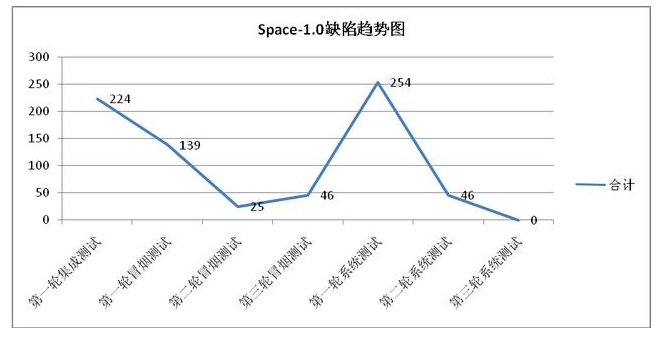 Space-1.0缺陷趋势图
300
250
200
150
100
50
0
224
139
25
46
254
46
0
合计
第一轮集成测试
第一轮冒烟测试
第二轮冒烟测试
第三轮冒烟测试
第一轮系统测试
第二轮系统测试
第三轮系统测试